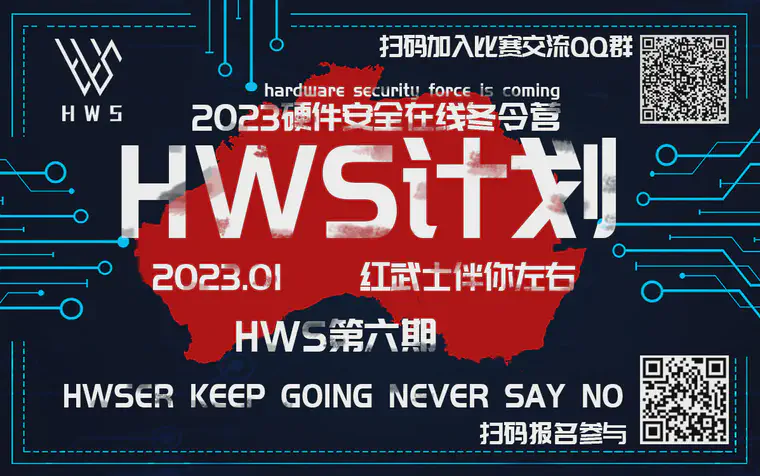 HWS
扫码加入比赛交流QQ群
hardware security force is coming
2023硬件安全在线冬令营
HWS计划
2023.01 红武士伴你左右
HWS第六期
HWSER KEEP GOING NEVER SAY NO
扫码报名参与